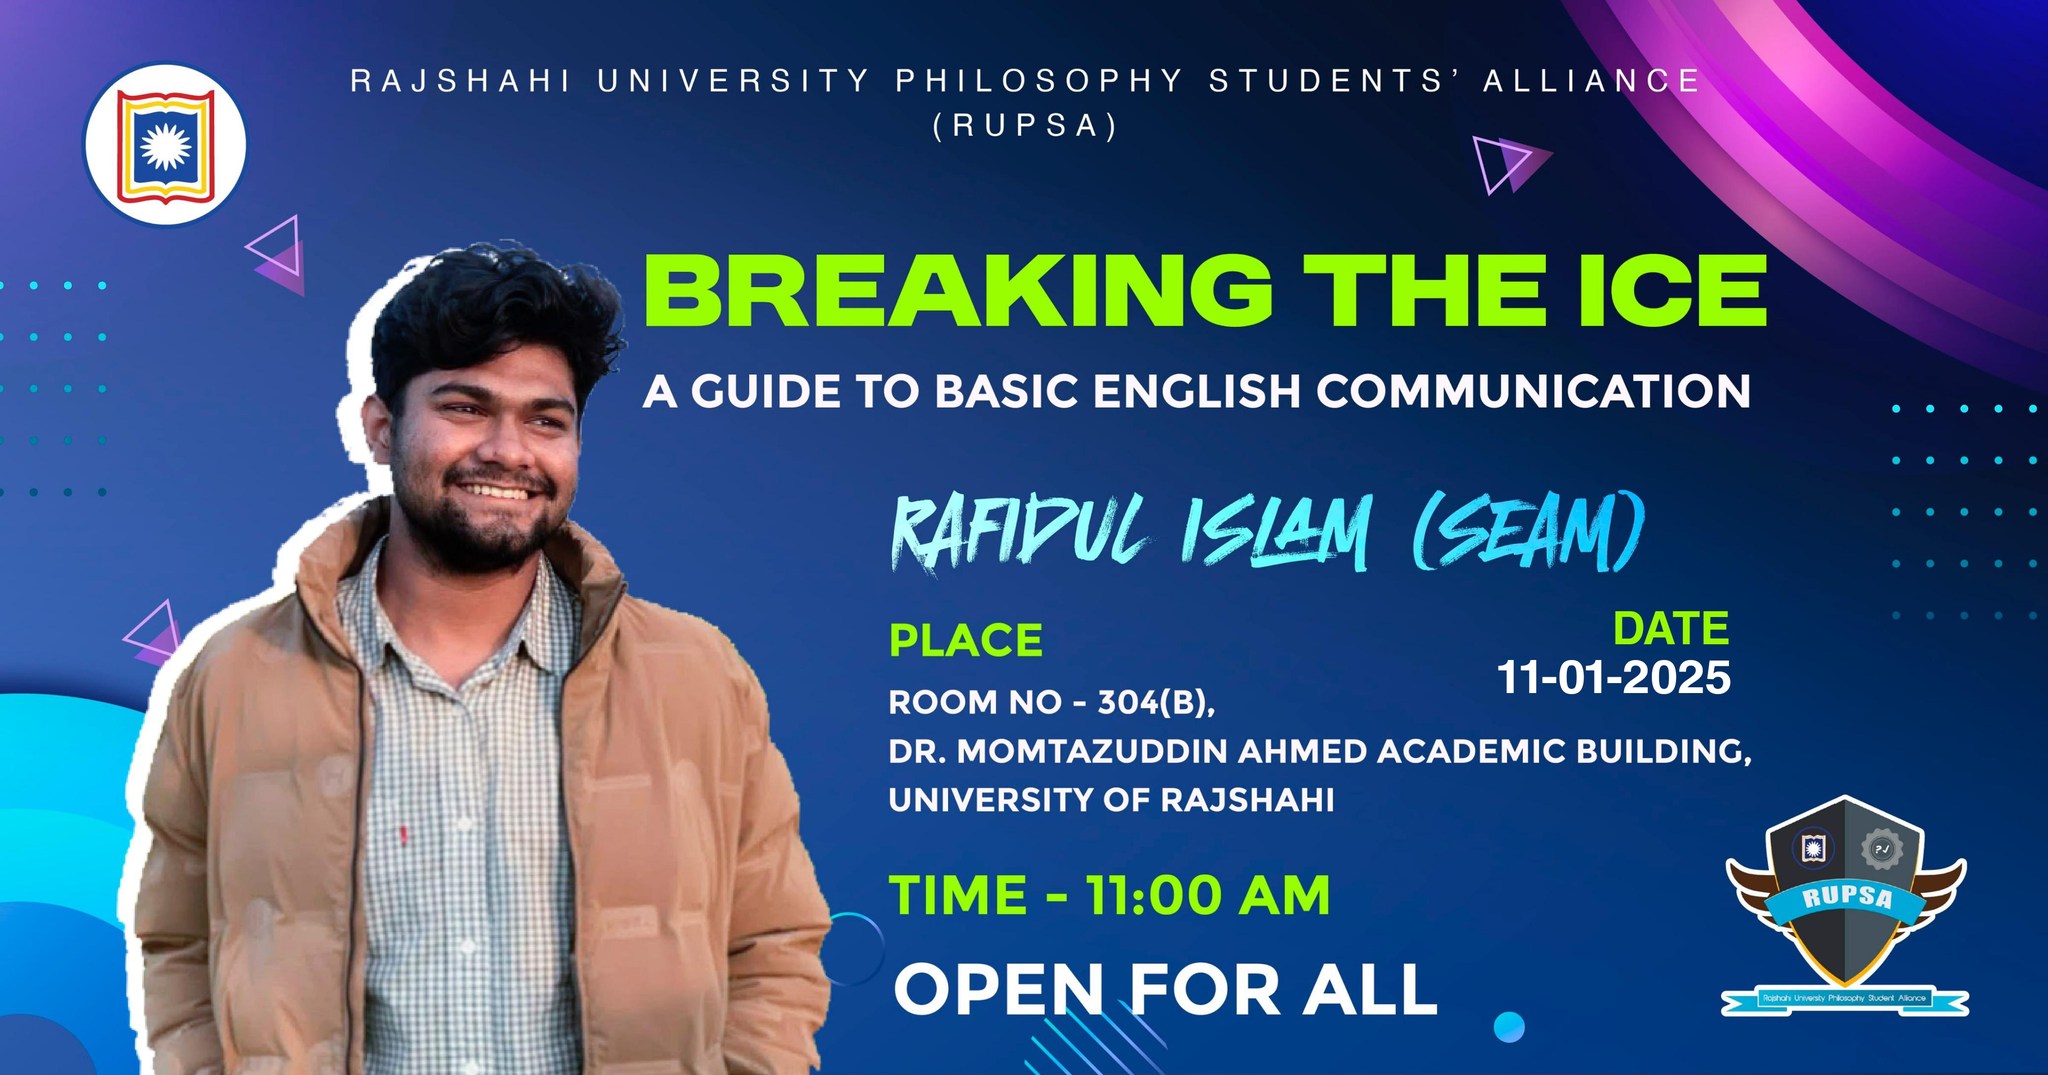 RAJSHAHI UNIVERSITY PHILOSOPHY STUDENTS' ALLIANCE
(RUPSA)
BREAKING THE ICE
A GUIDE TO BASIC ENGLISH COMMUNICATION
RAFIDUL ISLAM (SEAM)
PLACE
ROOM NO - 304(B),
DR. MOMTAZUDDIN AHMED ACADEMIC BUILDING,
UNIVERSITY OF RAJSHAHI
DATE
11-01-2025
TIME - 11:00 AM
OPEN FOR ALL
RUPSA
Rajshahi University Philosophy Student Alliance